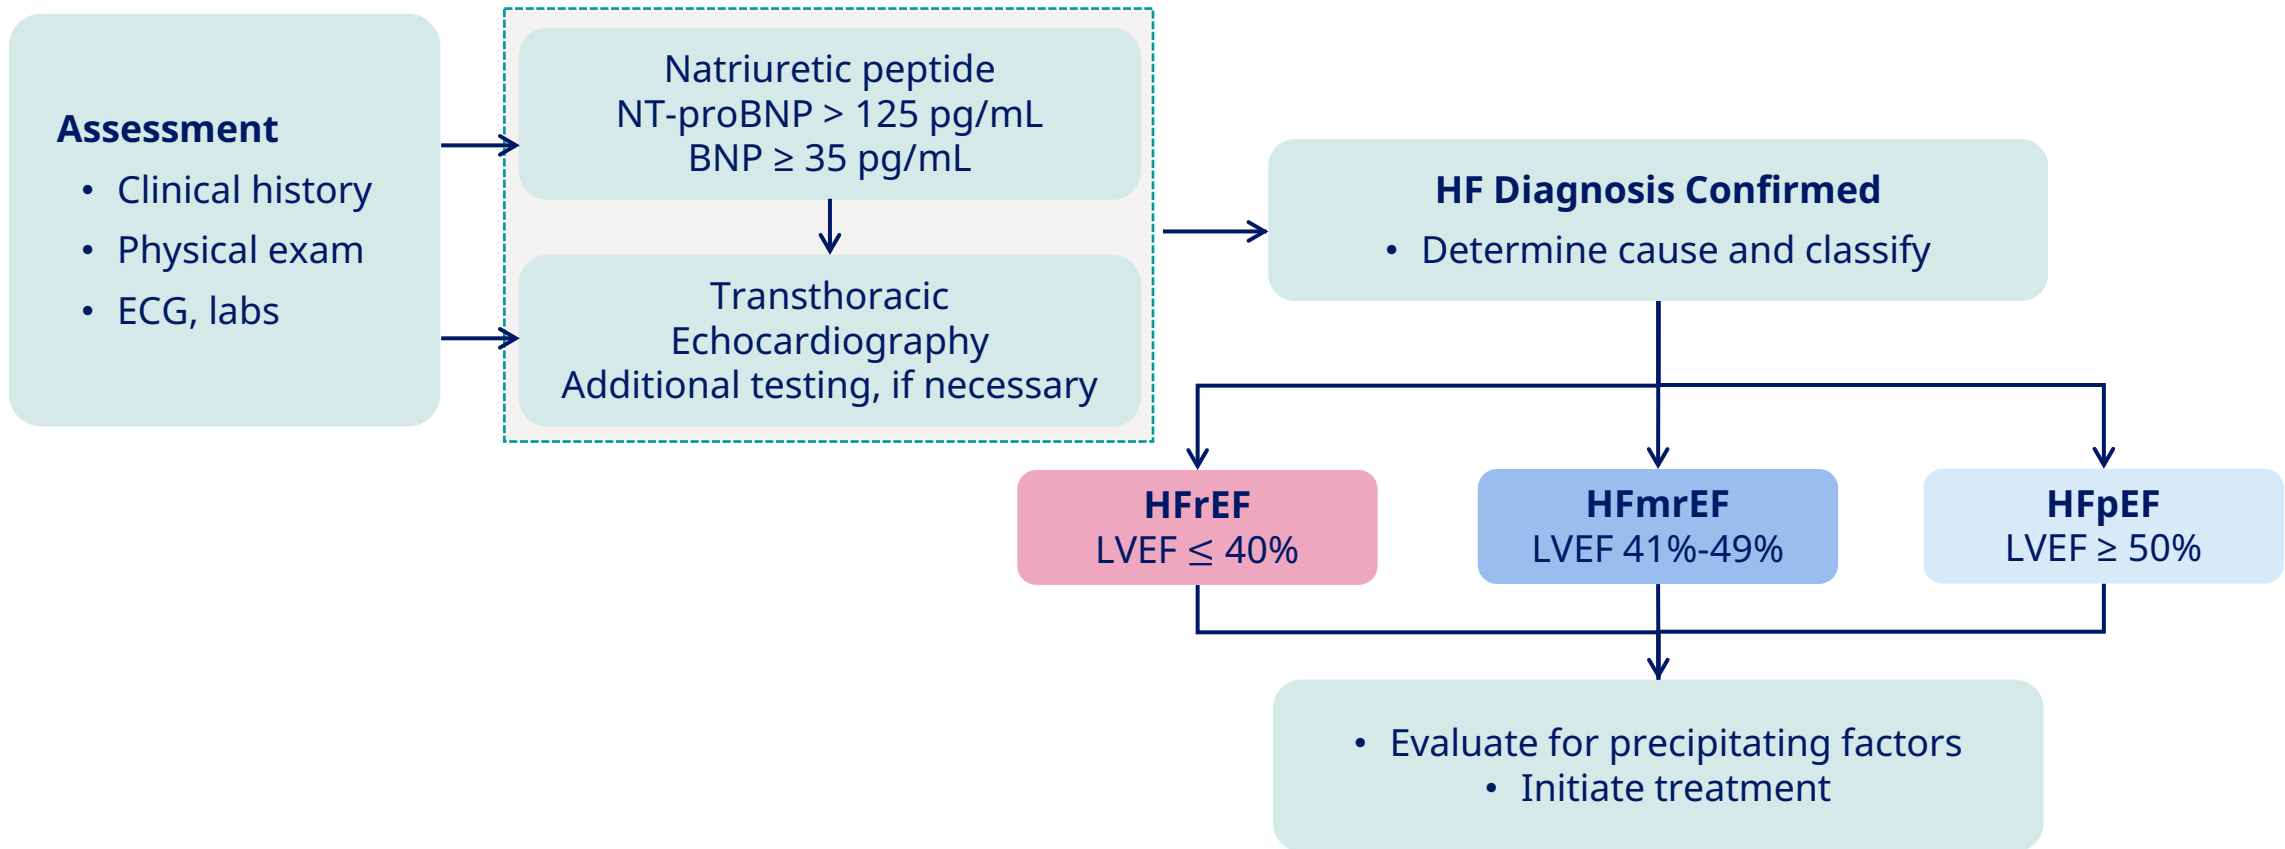 Assessment
• Clinical history
• Physical exam
• ECG, labs
Natriuretic peptide
NT-proBNP > 125 pg/mL
BNP ≥ 35 pg/mL
Transthoracic
Echocardiography
Additional testing, if necessary
HF Diagnosis Confirmed
• Determine cause and classify
HFrEF
LVEF ≤ 40%
HFmrEF
LVEF 41%-49%
HFpEF
LVEF ≥ 50%
• Evaluate for precipitating factors
• Initiate treatment